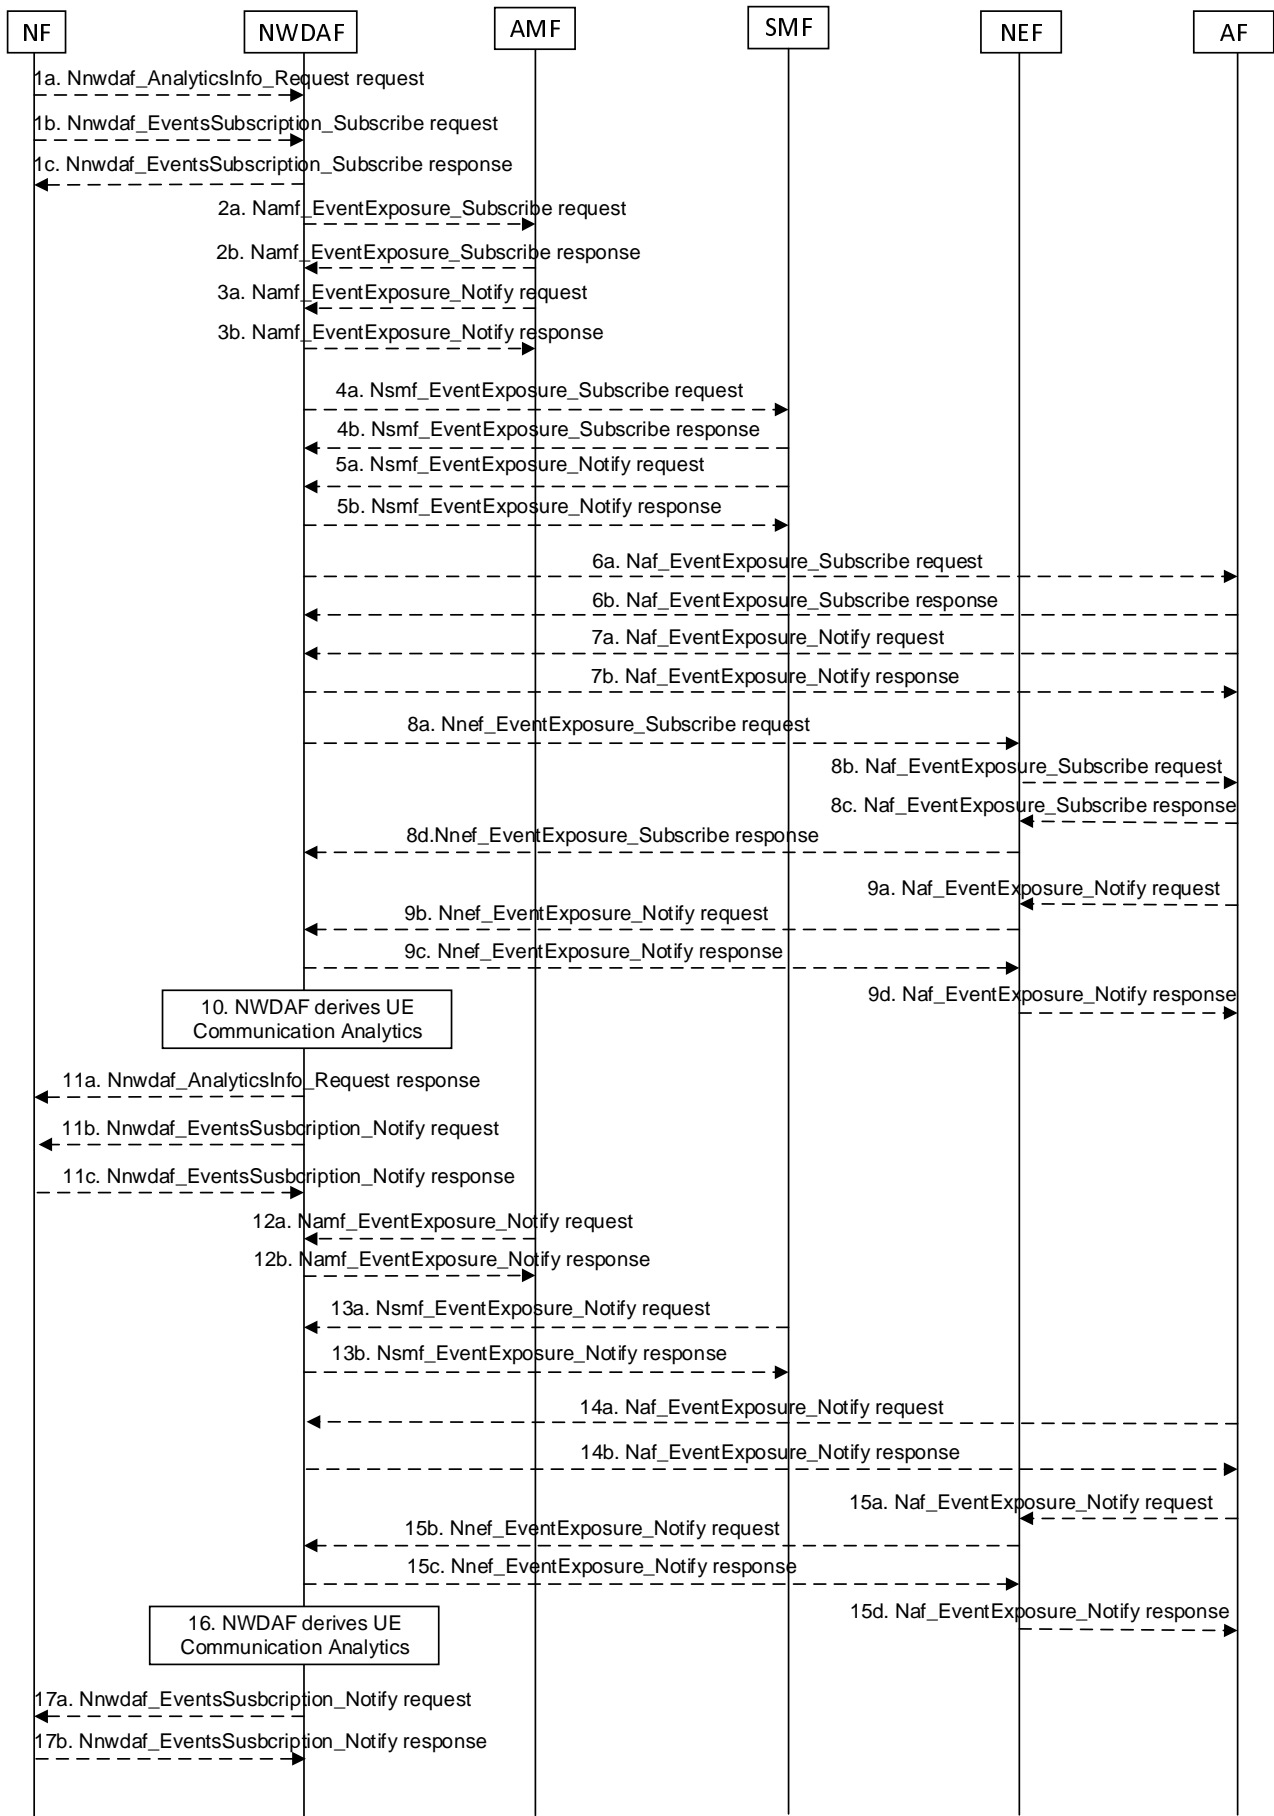 NF
NWDAF
AMF
SMF
NEF
AF
1a. Nnwdaf_AnalyticsInfo_Request request
1b. Nnwdaf_EventsSubscription_Subscribe request
1c. Nnwdaf_EventsSubscription_Subscribe response
2a. Namf_EventExposure_Subscribe request
2b. Namf_EventExposure_Subscribe response
3a. Namf_EventExposure_Notify request
3b. Namf_EventExposure_Notify response
4a. Nsmf_EventExposure_Subscribe request
4b. Nsmf_EventExposure_Subscribe response
5a. Nsmf_EventExposure_Notify request
5b. Nsmf_EventExposure_Notify response
6a. Naf_EventExposure_Subscribe request
6b. Naf_EventExposure_Subscribe response
7a. Naf_EventExposure_Notify request
7b. Naf_EventExposure_Notify response
8a. Nnef_EventExposure_Subscribe request
8b. Naf_EventExposure_Subscribe request
8c. Naf_EventExposure_Subscribe response
8d.Nnef_EventExposure_Subscribe response
9a. Naf_EventExposure_Notify request
9b. Nnef_EventExposure_Notify request
9c. Nnef_EventExposure_Notify response
9d. Naf_EventExposure_Notify response
10. NWDAF derives UE
Communication Analytics
11a. Nnwdaf_AnalyticsInfo_Request response
11b. Nnwdaf_EventsSusbcription_Notify request
11c. Nnwdaf_EventsSusbcription_Notify response
12a. Namf_EventExposure_Notify request
12b. Namf_EventExposure_Notify response
13a. Nsmf_EventExposure_Notify request
13b. Nsmf_EventExposure_Notify response
14a. Naf_EventExposure_Notify request
14b. Naf_EventExposure_Notify response
15a. Naf_EventExposure_Notify request
15b. Nnef_EventExposure_Notify request
15c. Nnef_EventExposure_Notify response
15d. Naf_EventExposure_Notify response
16. NWDAF derives UE
Communication Analytics
17a. Nnwdaf_EventsSusbcription_Notify request
17b. Nnwdaf_EventsSusbcription_Notify response